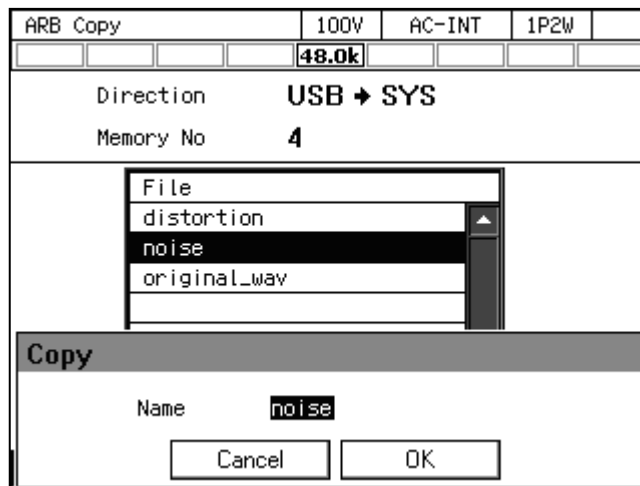 ARB Copy 100V AC-INT 1P2W
48.0k
Direction USB → SYS
Memory No 4
File
distortion
noise
original_wav
Copy
Name noise
Cancel OK